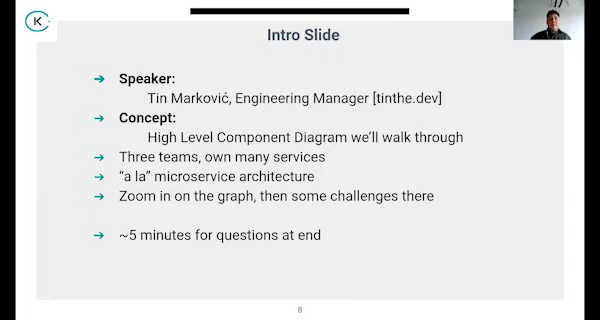 K
Intro Slide
➔ Speaker:
Tin Marković, Engineering Manager [tinthe.dev]
➔ Concept:
High Level Component Diagram we’ll walk through
➔ Three teams, own many services
➔ “a la” microservice architecture
➔ Zoom in on the graph, then some challenges there
➔ ~5 minutes for questions at end
8